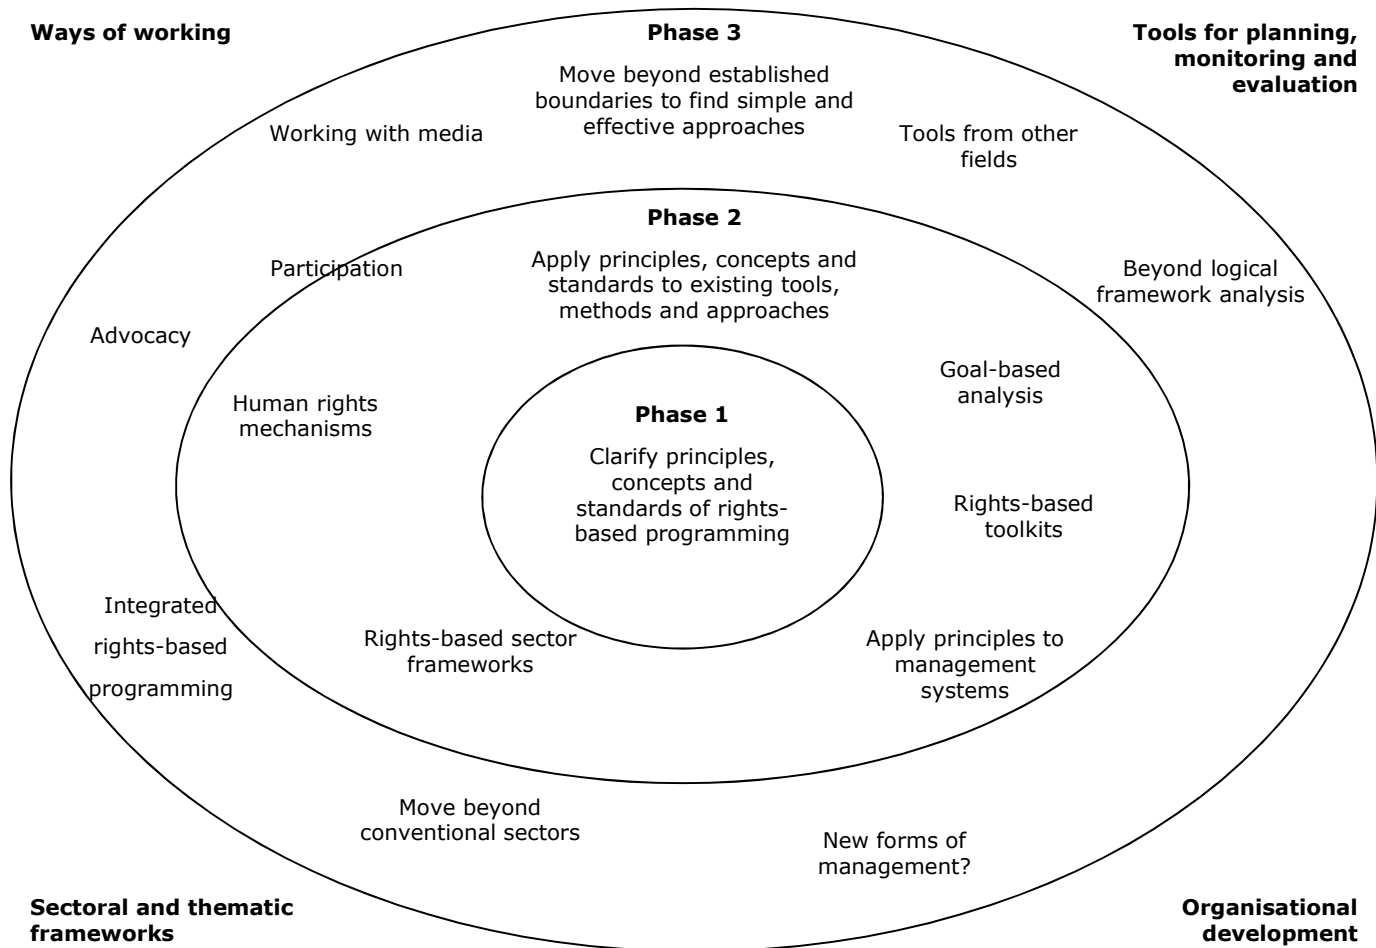 Ways of working
Phase 3
Tools for planning,
monitoring and
evaluation
Move beyond established
boundaries to find simple and
effective approaches
Working with media
Tools from other
fields
Phase 2
Apply principles, concepts and
standards to existing tools,
methods and approaches
Participation
Beyond logical
framework analysis
Advocacy
Human rights
mechanisms
Goal-based
analysis
Phase 1
Clarify principles,
concepts and
standards of rights-
based programming
Rights-based
toolkits
Integrated
rights-based
programming
Rights-based sector
frameworks
Apply principles to
management
systems
Move beyond
conventional sectors
New forms of
management?
Sectoral and thematic
frameworks
Organisational
development